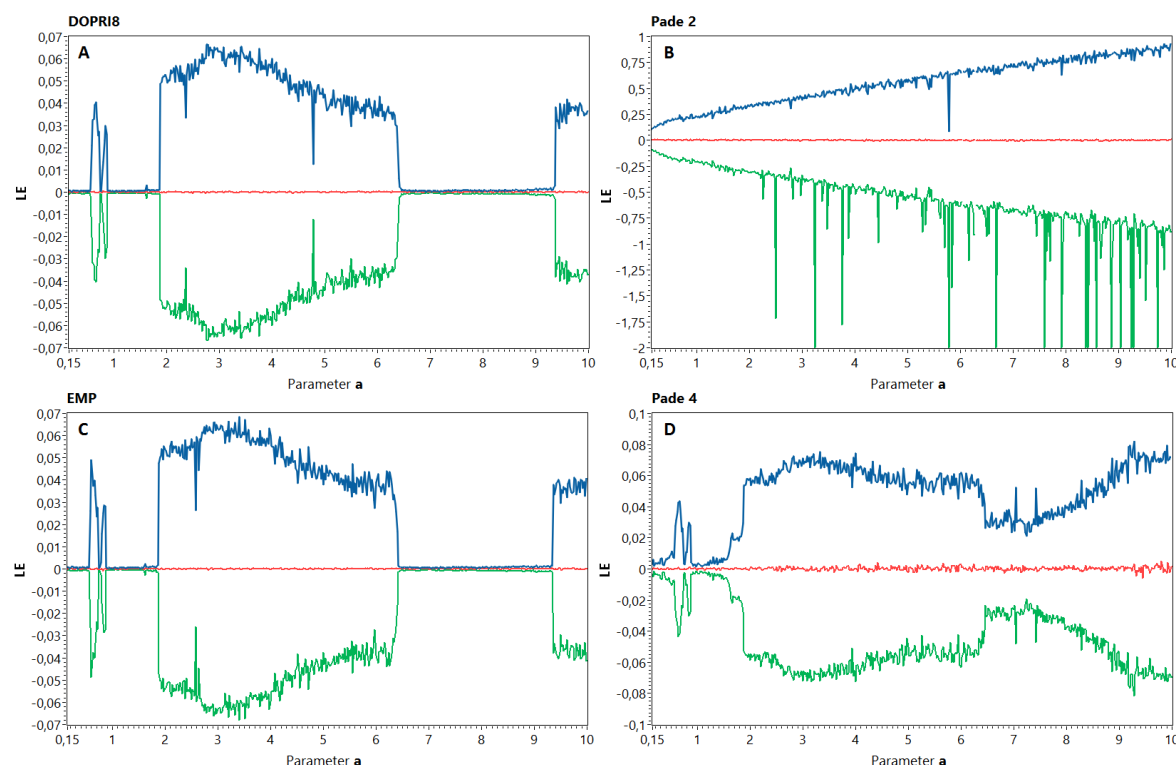 DOPRI8
A
0,07
0,06
0,05
0,04
0,03
0,02
0,01
0
-0,01
-0,02
-0,03
-0,04
-0,05
-0,06
-0,07
LE
0,15 1 2 3 4 5 6 7 8 9 10
Parameter a
Pade 2
B
1
0,75
0,5
0,25
0
-0,25
-0,5
-0,75
-1
-1,25
-1,5
-1,75
-2
LE
0,15 1 2 3 4 5 6 7 8 9 10
Parameter a
EMP
C
0,07
0,06
0,05
0,04
0,03
0,02
0,01
0
-0,01
-0,02
-0,03
-0,04
-0,05
-0,06
-0,07
LE
0,15 1 2 3 4 5 6 7 8 9 10
Parameter a
Pade 4
D
0,1
0,08
0,06
0,04
0,02
0
-0,02
-0,04
-0,06
-0,08
-0,1
LE
0,15 1 2 3 4 5 6 7 8 9 10
Parameter a